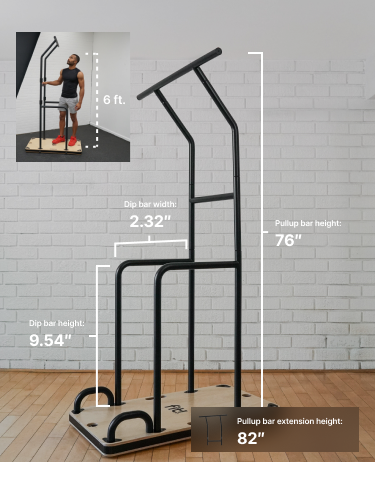 6 ft.
Dip bar width:
2.32"
Pullup bar height:
76"
Dip bar height:
9.54"
Pullup bar extension height:
82"